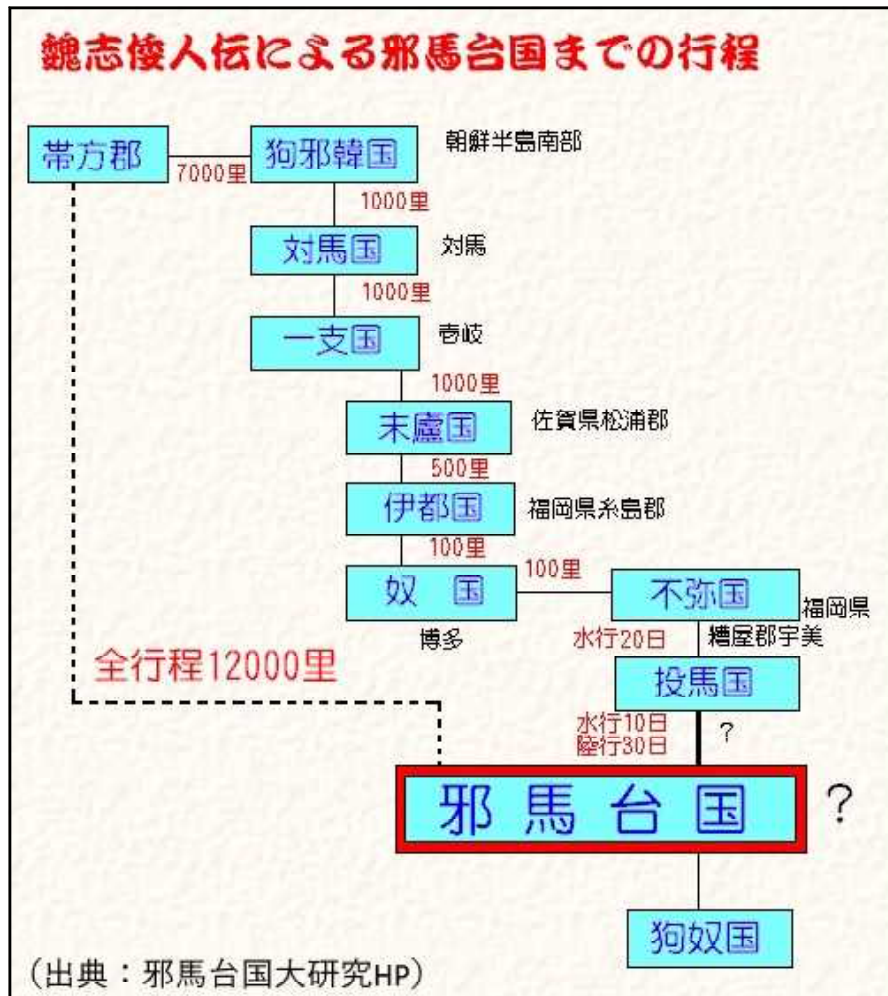 魏志倭人伝による邪馬台国までの行程
帯方郡
7000里
狗邪韓国
朝鮮半島南部
1000里
対馬国
対馬
1000里
一支国
壱岐
1000里
末盧国
佐賀県松浦郡
500里
伊都国
福岡県糸島郡
100里
奴 国
博多
100里
不弥国
福岡県
糟屋郡宇美
水行20日
投馬国
水行10日
陸行30日
?
全行程12000里
邪馬台国
?
狗奴国
(出典:邪馬台国大研究HP)